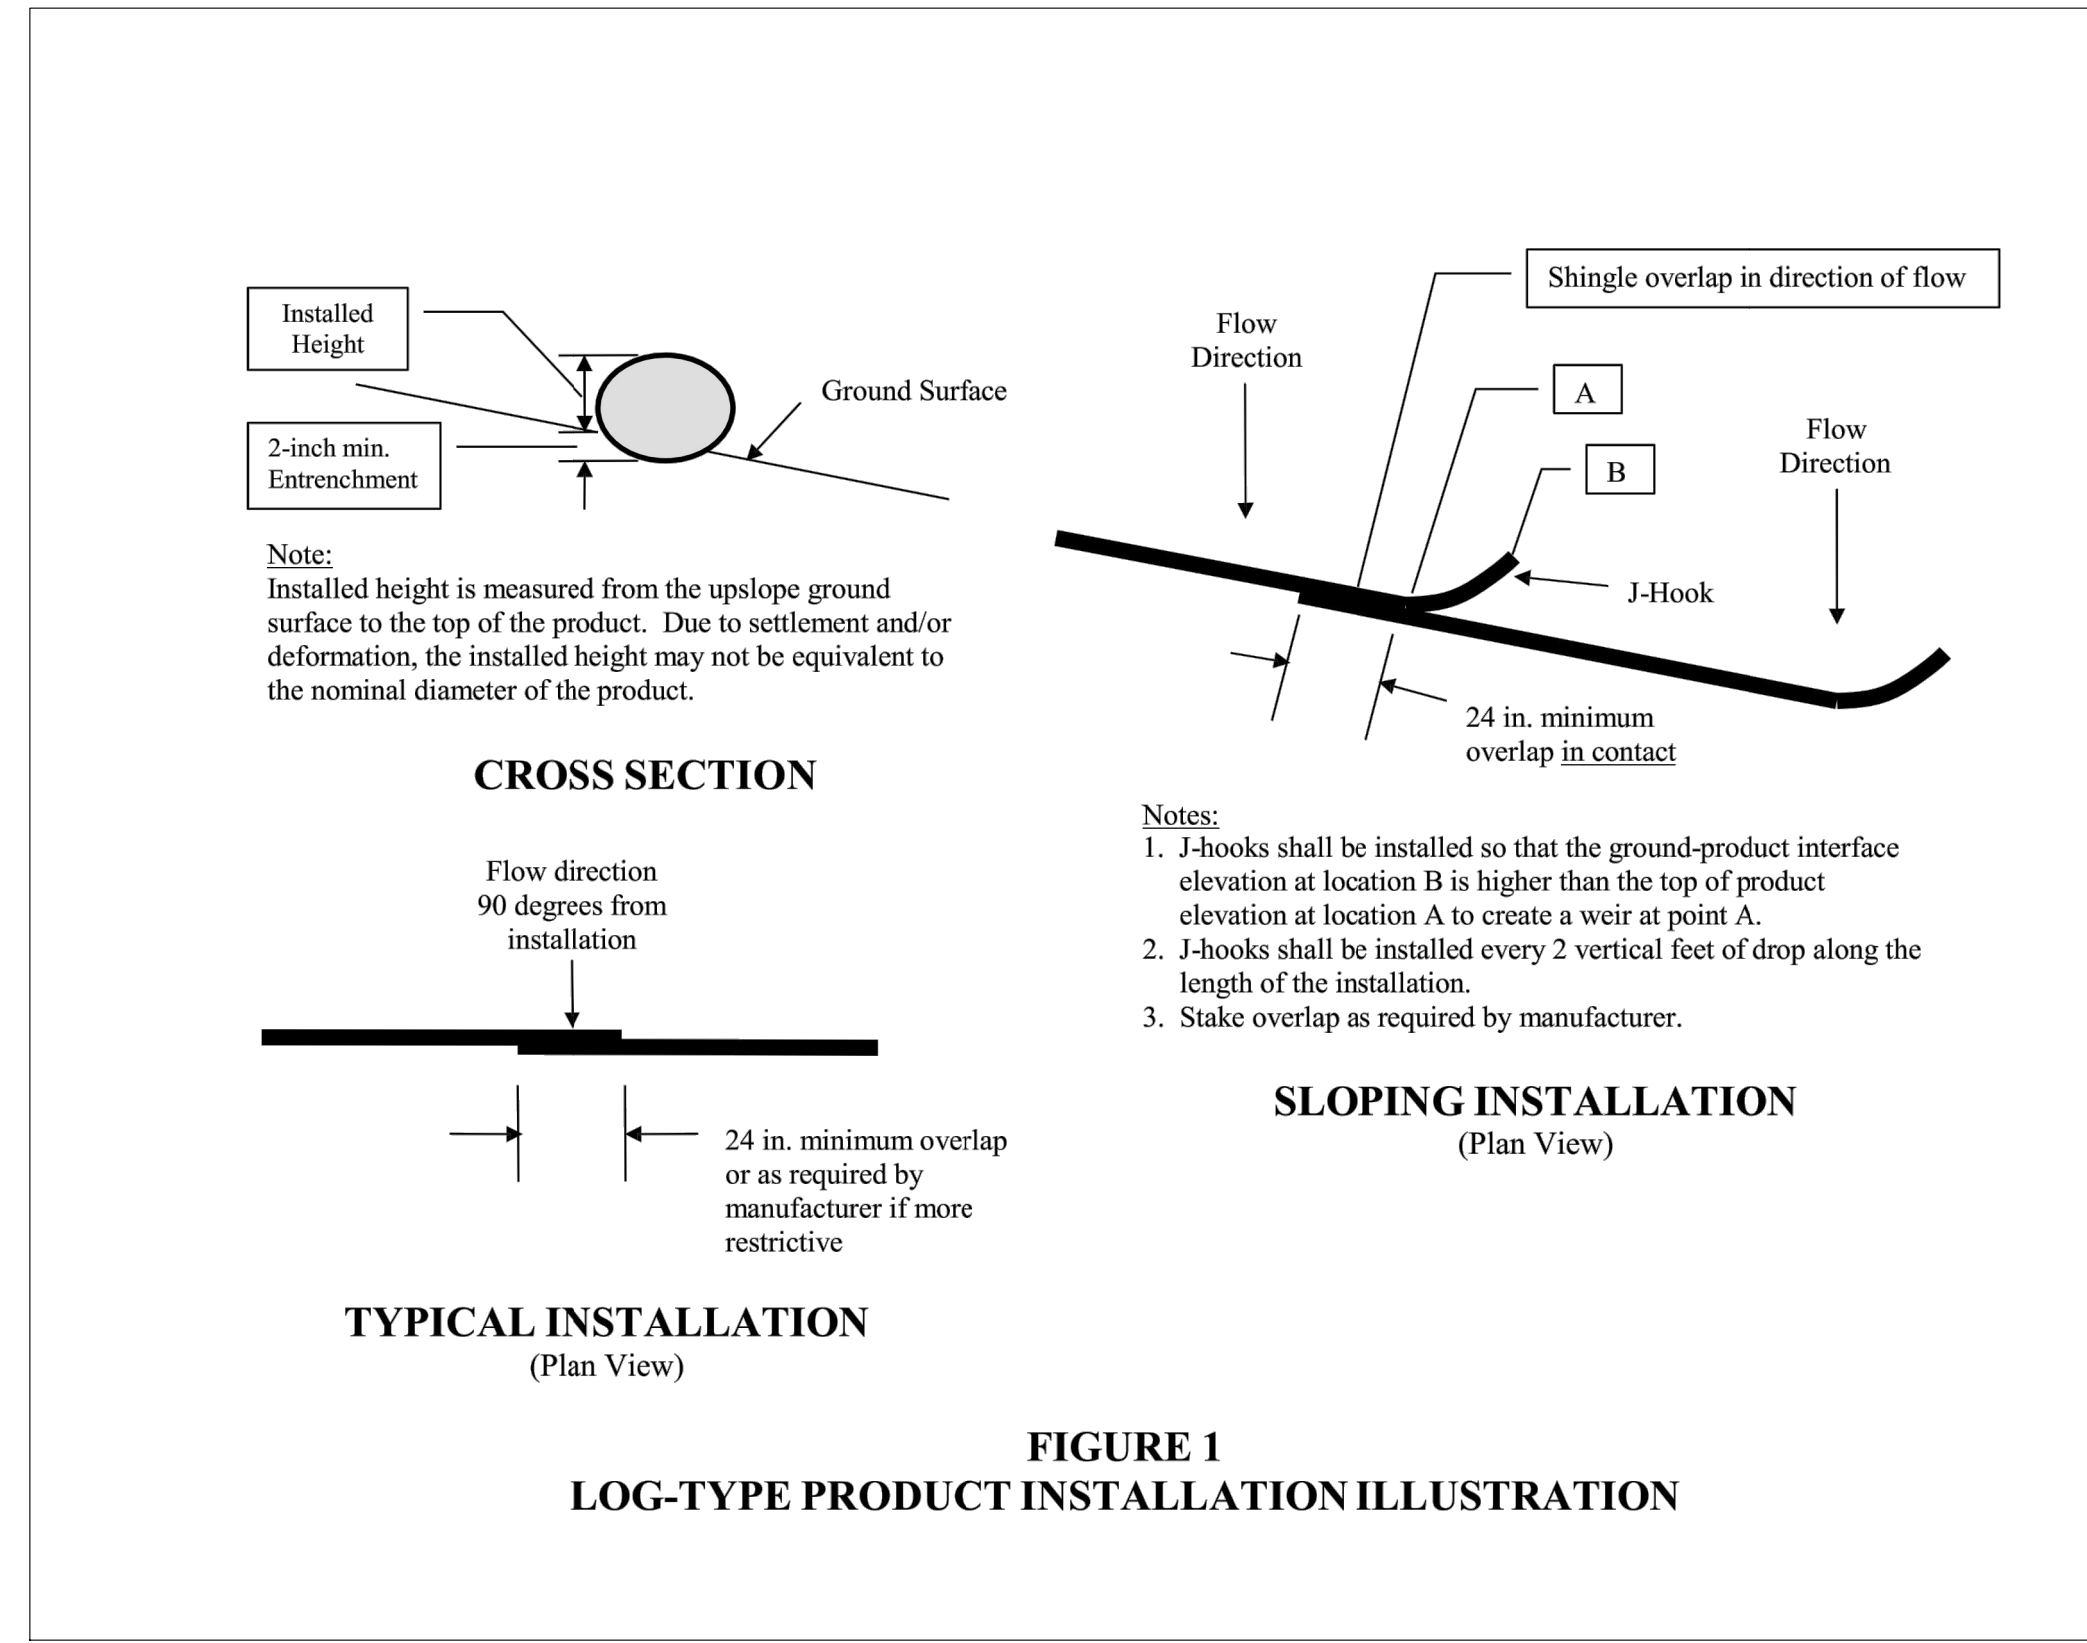 Installed
Height
2-inch min.
Entrenchment
Ground Surface
Note:
Installed height is measured from the upslope ground
surface to the top of the product.  Due to settlement and/or
deformation, the installed height may not be equivalent to
the nominal diameter of the product.
CROSS SECTION
Flow direction
90 degrees from
installation
24 in. minimum overlap
or as required by
manufacturer if more
restrictive
TYPICAL INSTALLATION
(Plan View)
Shingle overlap in direction of flow
Flow
Direction
A
B
Flow
Direction
J-Hook
24 in. minimum
overlap in contact
Notes:
1. J-hooks shall be installed so that the ground-product interface
elevation at location B is higher than the top of product
elevation at location A to create a weir at point A.
2. J-hooks shall be installed every 2 vertical feet of drop along the
length of the installation.
3. Stake overlap as required by manufacturer.
SLOPING INSTALLATION
(Plan View)
FIGURE 1
LOG-TYPE PRODUCT INSTALLATION ILLUSTRATION